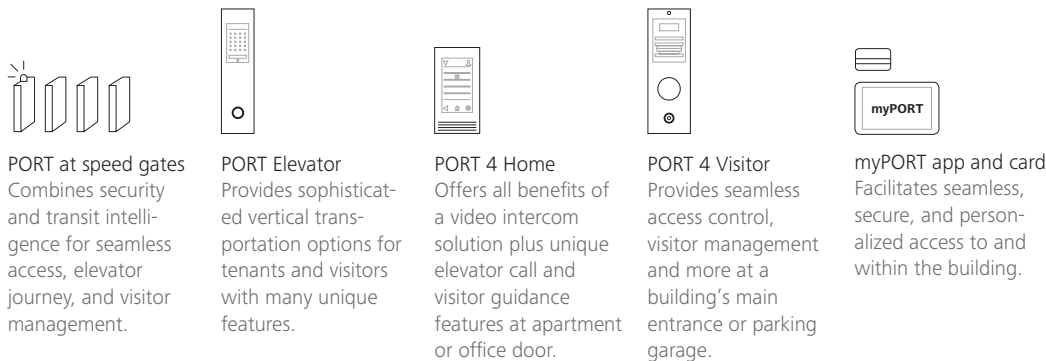 myPORT
PORT at speed gates
Combines security
and transit intelli-
gence for seamless
access, elevator
journey, and visitor
management.
PORT Elevator
Provides sophisticat-
ed vertical trans-
portation options for
tenants and visitors
with many unique
features.
PORT 4 Home
Offers all benefits of
a video intercom
solution plus unique
elevator call and
visitor guidance
features at apartment
or office door.
PORT 4 Visitor
Provides seamless
access control,
visitor management
and more at a
building’s main
entrance or parking
garage.
myPORT app and card
Facilitates seamless,
secure, and person-
alized access to and
within the building.